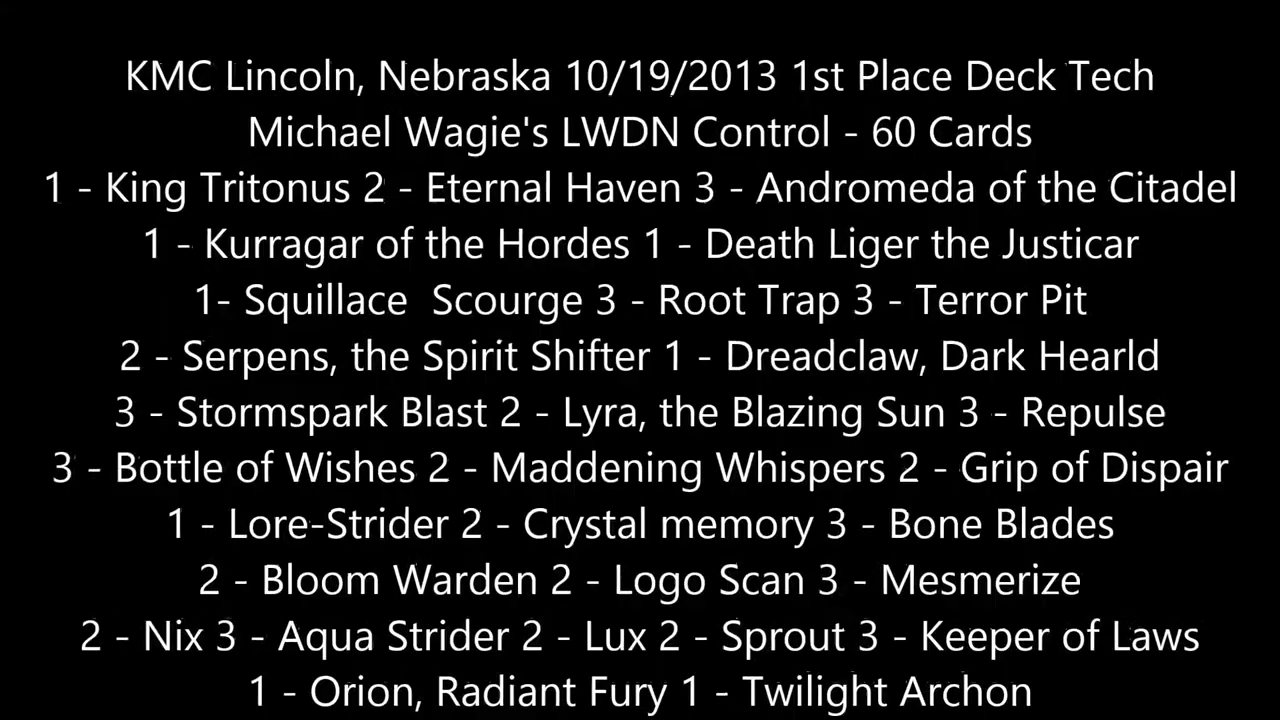 KMC Lincoln, Nebraska 10/19/2013 1st Place Deck Tech
Michael Wagie's LWDN Control - 60 Cards
1 - King Tritonus 2 - Eternal Haven 3 - Andromeda of the Citadel
1 - Kurragar of the Hordes 1 - Death Liger the Justicar
1- Squillace  Scourge 3 - Root Trap 3 - Terror Pit
2 - Serpens, the Spirit Shifter 1 - Dreadclaw, Dark Hearld
3 - Stormspark Blast 2 - Lyra, the Blazing Sun 3 - Repulse
3 - Bottle of Wishes 2 - Maddening Whispers 2 - Grip of Dispair
1 - Lore-Strider 2 - Crystal memory 3 - Bone Blades
2 - Bloom Warden 2 - Logo Scan 3 - Mesmerize
2 - Nix 3 - Aqua Strider 2 - Lux 2 - Sprout 3 - Keeper of Laws
1 - Orion, Radiant Fury 1 - Twilight Archon